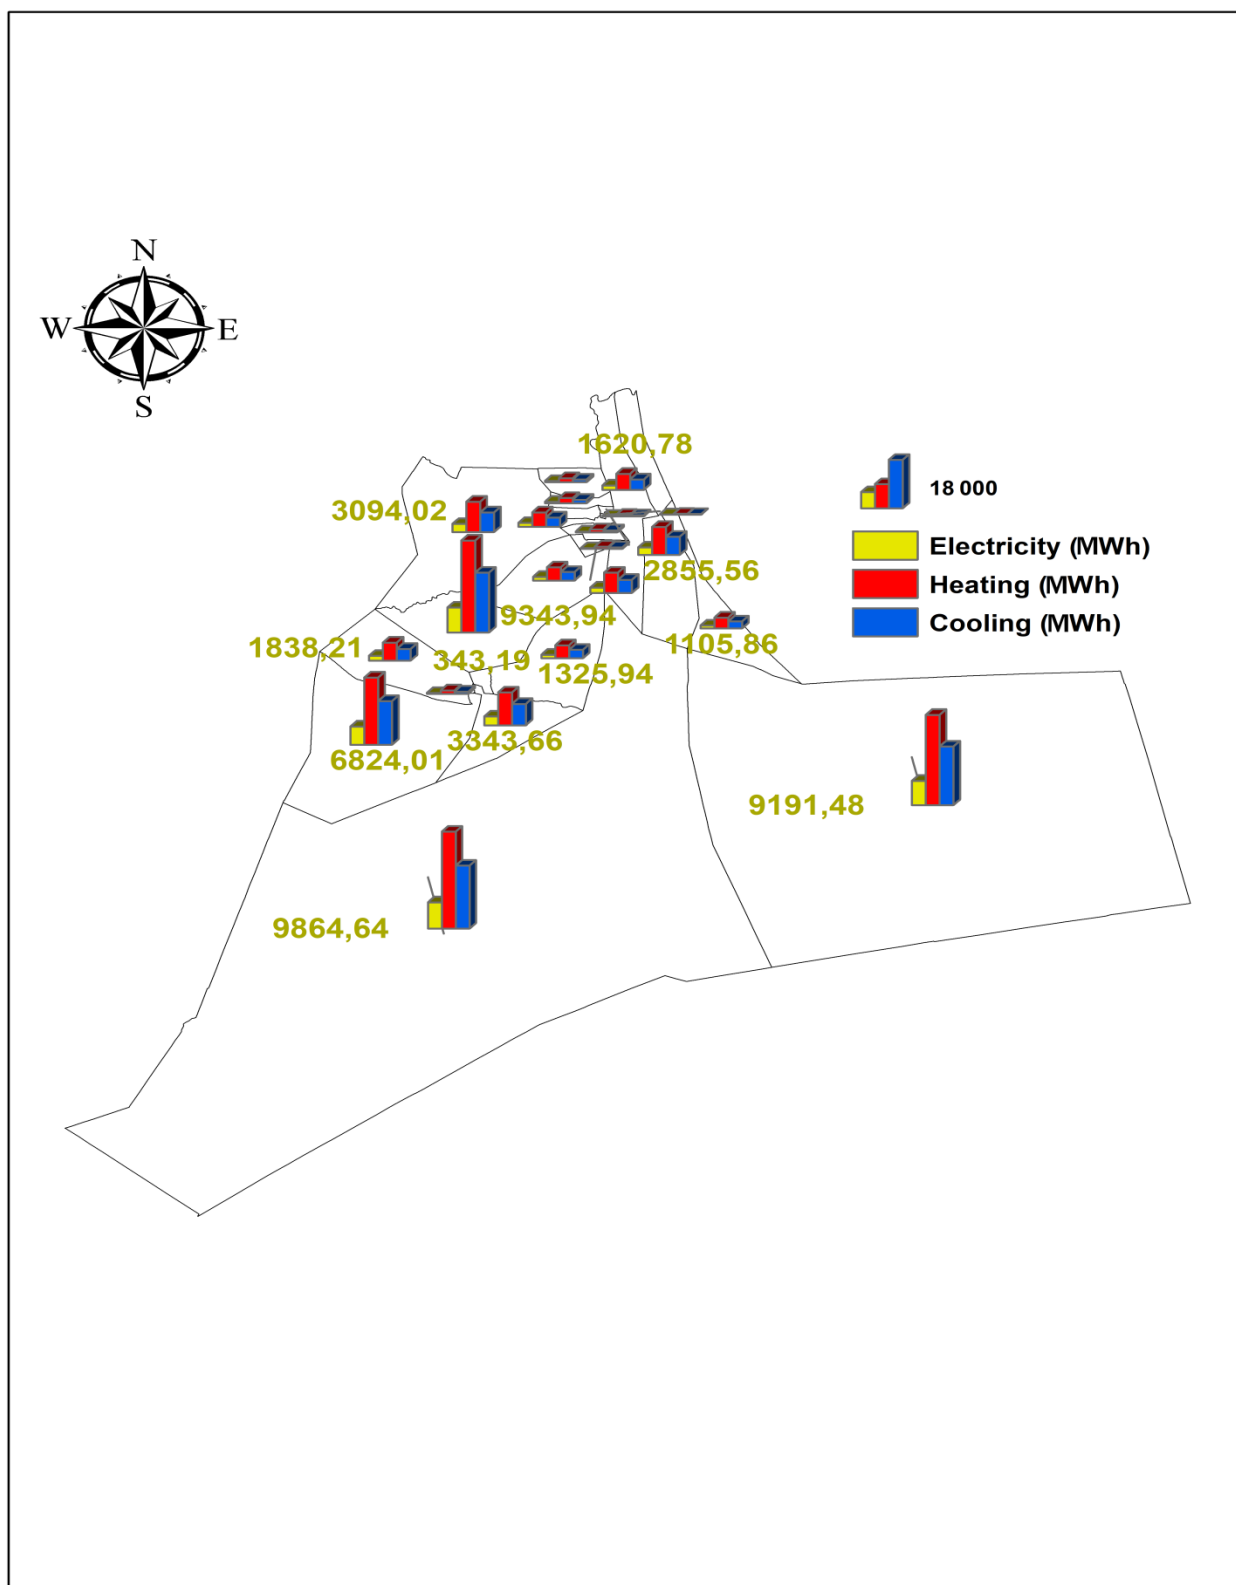 N
W E
S
1620,78
3094,02
18 000
Electricity (MWh)
2855,56
Heating (MWh)
9343,94
Cooling (MWh)
1838,21
1105,86
343,19
1325,94
3343,66
6824,01
9191,48
9864,64